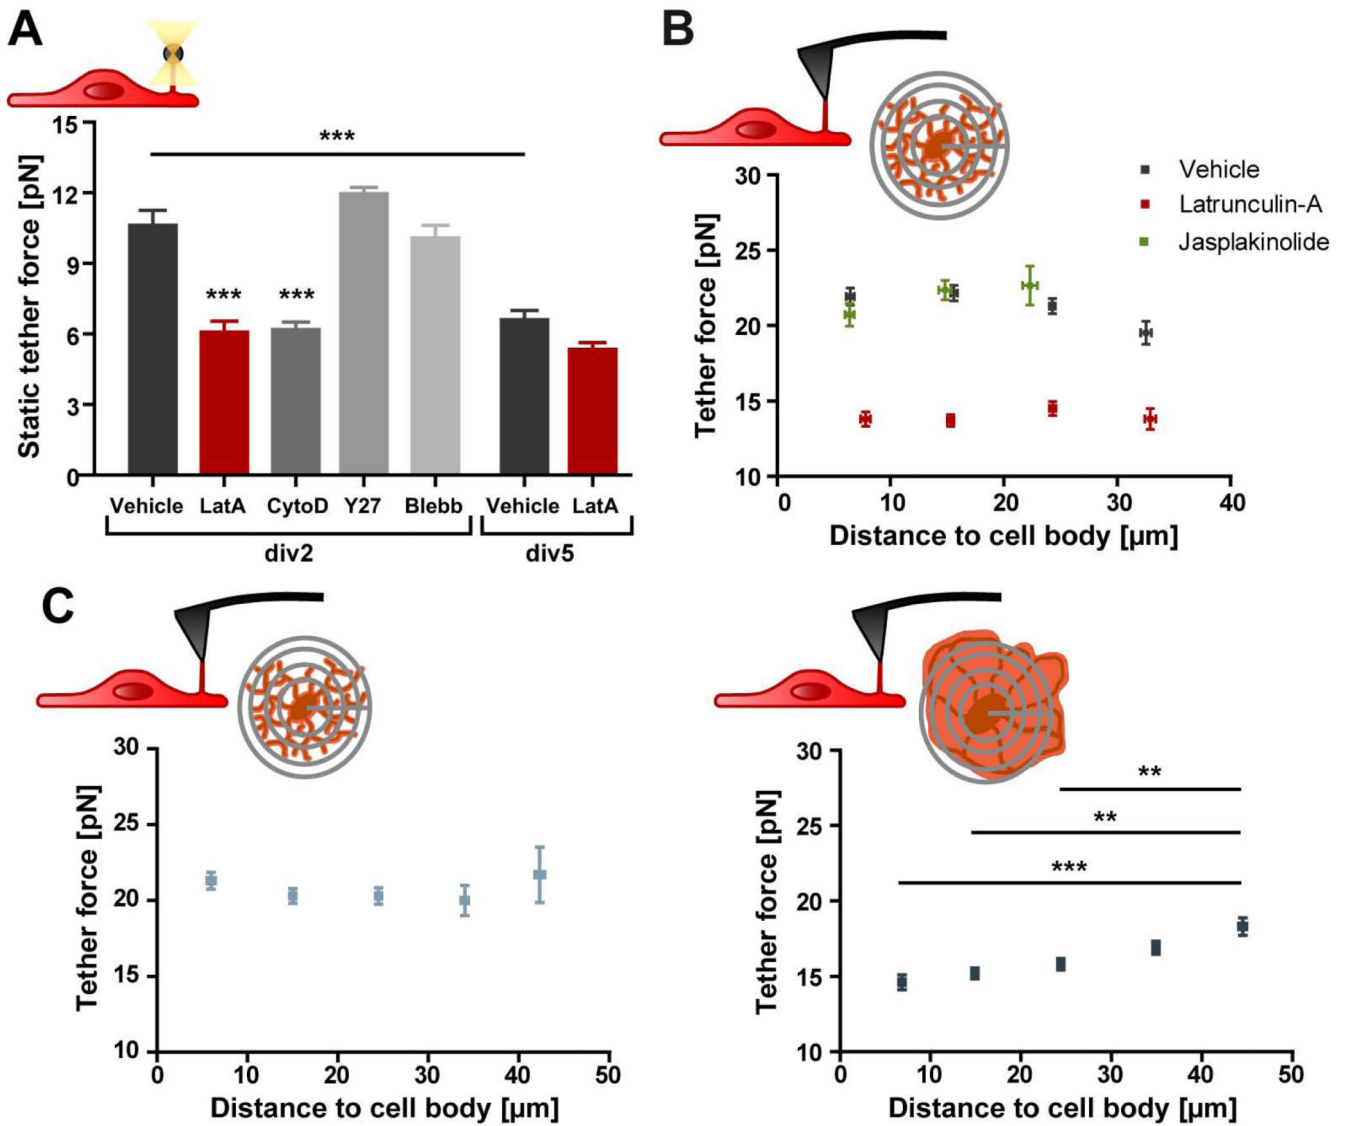 A
15
12
9
6
3
0
Static tether force [pN]
***
***
***
Vehicle LatA CytoD Y27 Blebb Vehicle LatA
div2 div5
B
30
25
20
15
10
Tether force [pN]
Vehicle
Latrunculin-A
Jasplakinolide
0 10 20 30 40
Distance to cell body [µm]
C
30
25
20
15
10
Tether force [pN]
0 10 20 30 40 50
Distance to cell body [µm]
30
25
20
15
10
Tether force [pN]
**
**
***
0 10 20 30 40 50
Distance to cell body [µm]